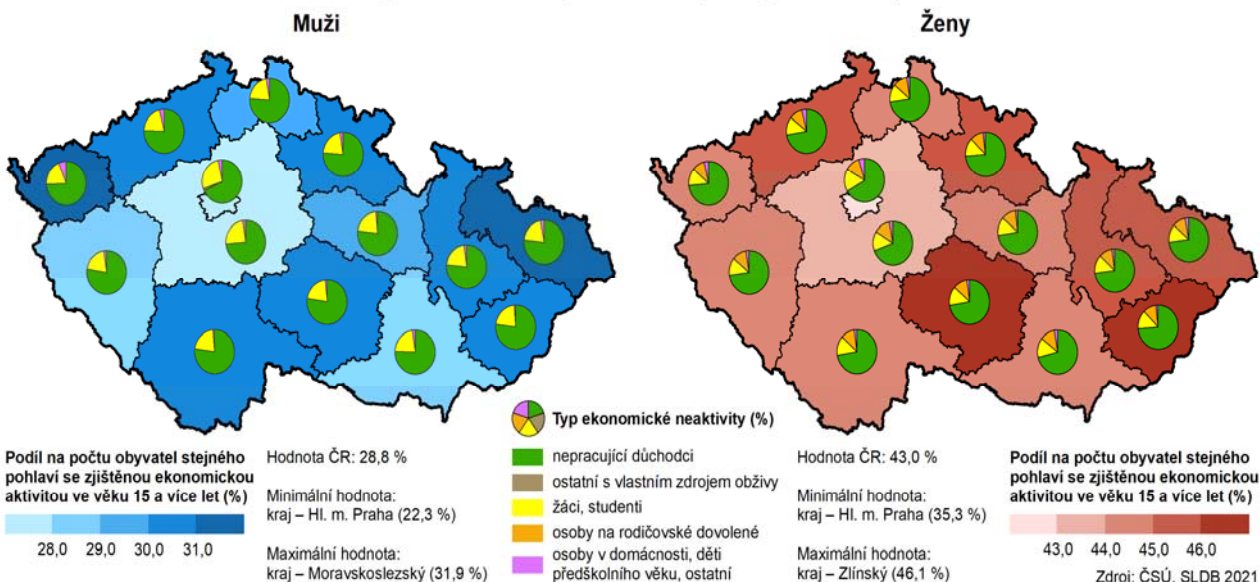 Muži
Ženy
Podíl na počtu obyvatel stejného
pohlaví se zjištěnou ekonomickou
aktivitou ve věku 15 a více let (%)
28,0 29,0 30,0 31,0
Hodnota ČR: 28,8 %
Minimální hodnota:
kraj – Hl. m. Praha (22,3 %)
Maximální hodnota:
kraj – Moravskoslezský (31,9 %)
Typ ekonomické neaktivity (%)
nepracující důchodci
ostatní s vlastním zdrojem obživy
žáci, studenti
osoby na rodičovské dovolené
osoby v domácnosti, děti
předškolního věku, ostatní
Hodnota ČR: 43,0 %
Minimální hodnota:
kraj – Hl. m. Praha (35,3 %)
Maximální hodnota:
kraj – Zlínský (46,1 %)
Podíl na počtu obyvatel stejného
pohlaví se zjištěnou ekonomickou
aktivitou ve věku 15 a více let (%)
43,0 44,0 45,0 46,0
Zdroj: ČSÚ, SLDB 2021